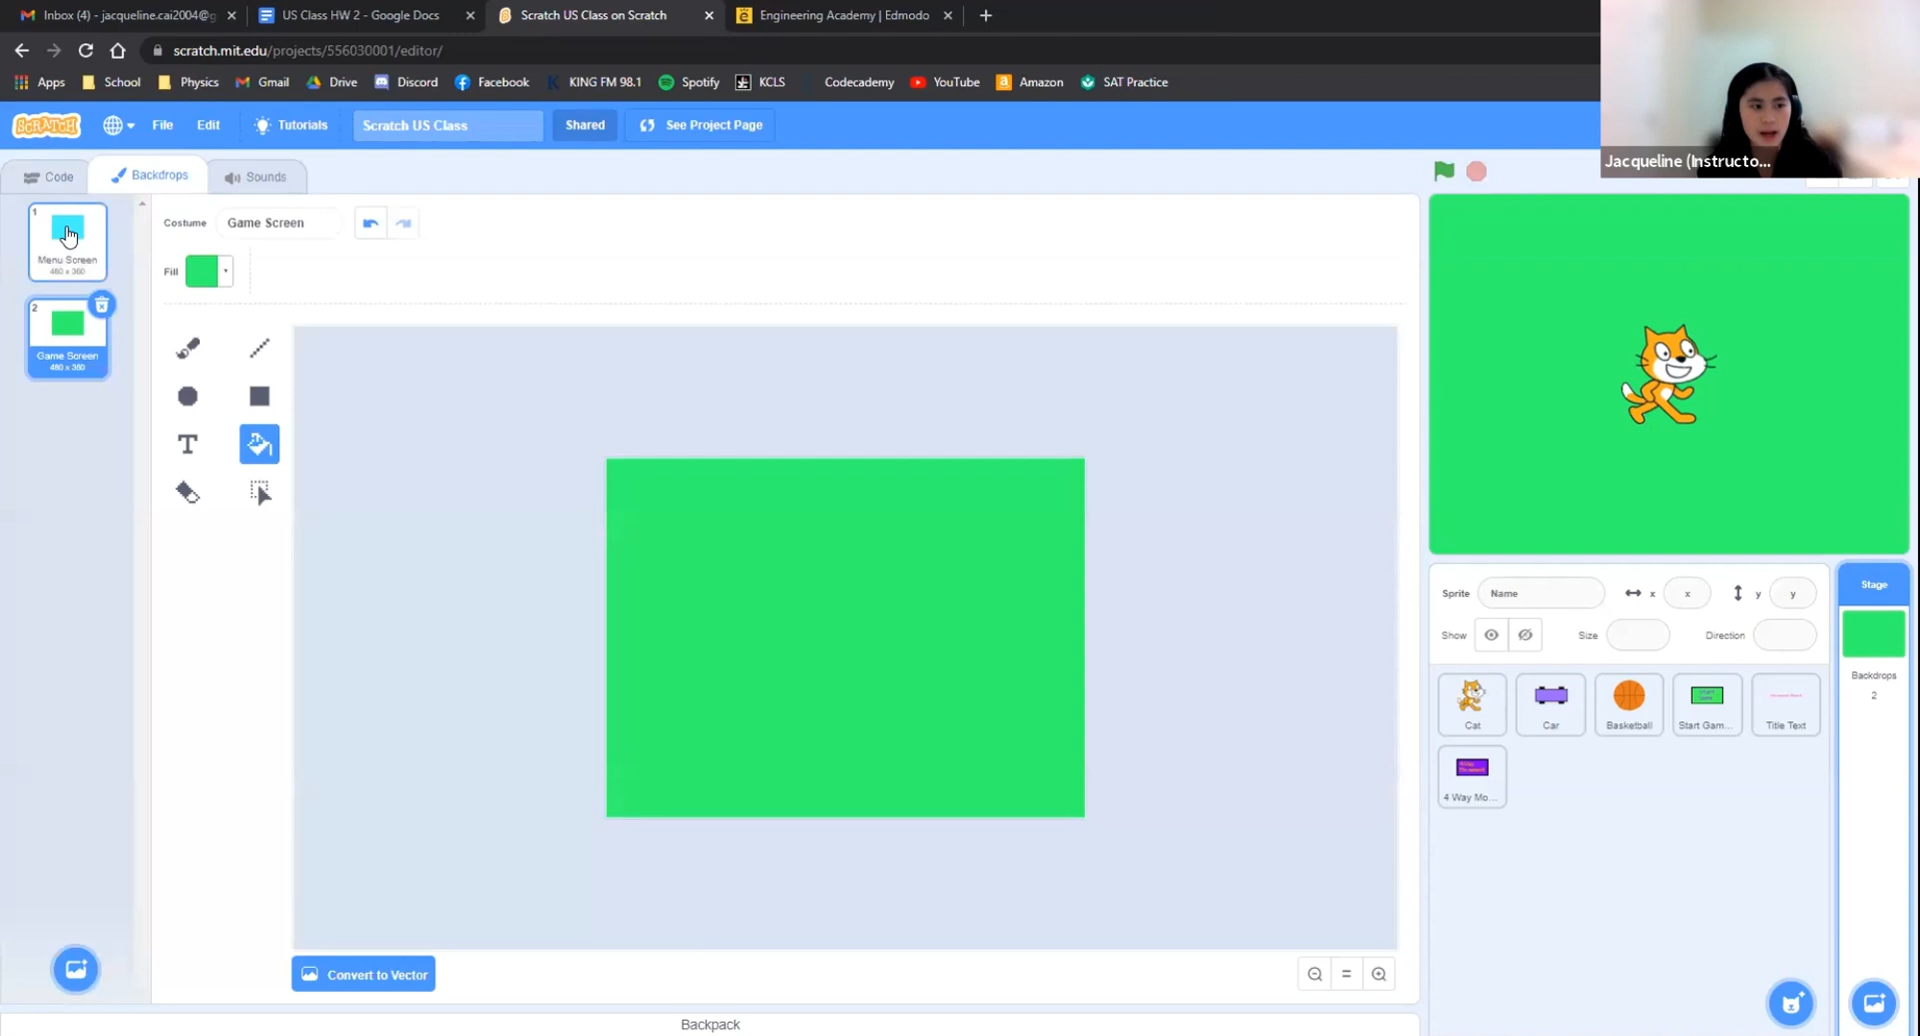 Inbox (4) - jacqueline.cai2004@g
US Class HW 2 - Google Docs
Scratch US Class on Scratch
Engineering Academy | Edmodo
scratch.mit.edu/projects/556030001/editor/
Apps
School
Physics
Gmail
Drive
Discord
Facebook
KING FM 98.1
Spotify
KCLS
Codecademy
YouTube
Amazon
SAT Practice
SCRATCH
File
Edit
Tutorials
Scratch US Class
Shared
See Project Page
Jacqueline (Instructo...
Code
Backdrops
Sounds
1
Menu Screen
480 x 360
2
Game Screen
480 x 360
Costume
Game Screen
Fill
T
Convert to Vector
Backpack
Sprite
Name
x
x
y
y
Show
Size
Direction
Stage
Backdrops
2
Cat
Car
Basketball
Start Gam...
Title Text
4 Way Mo...